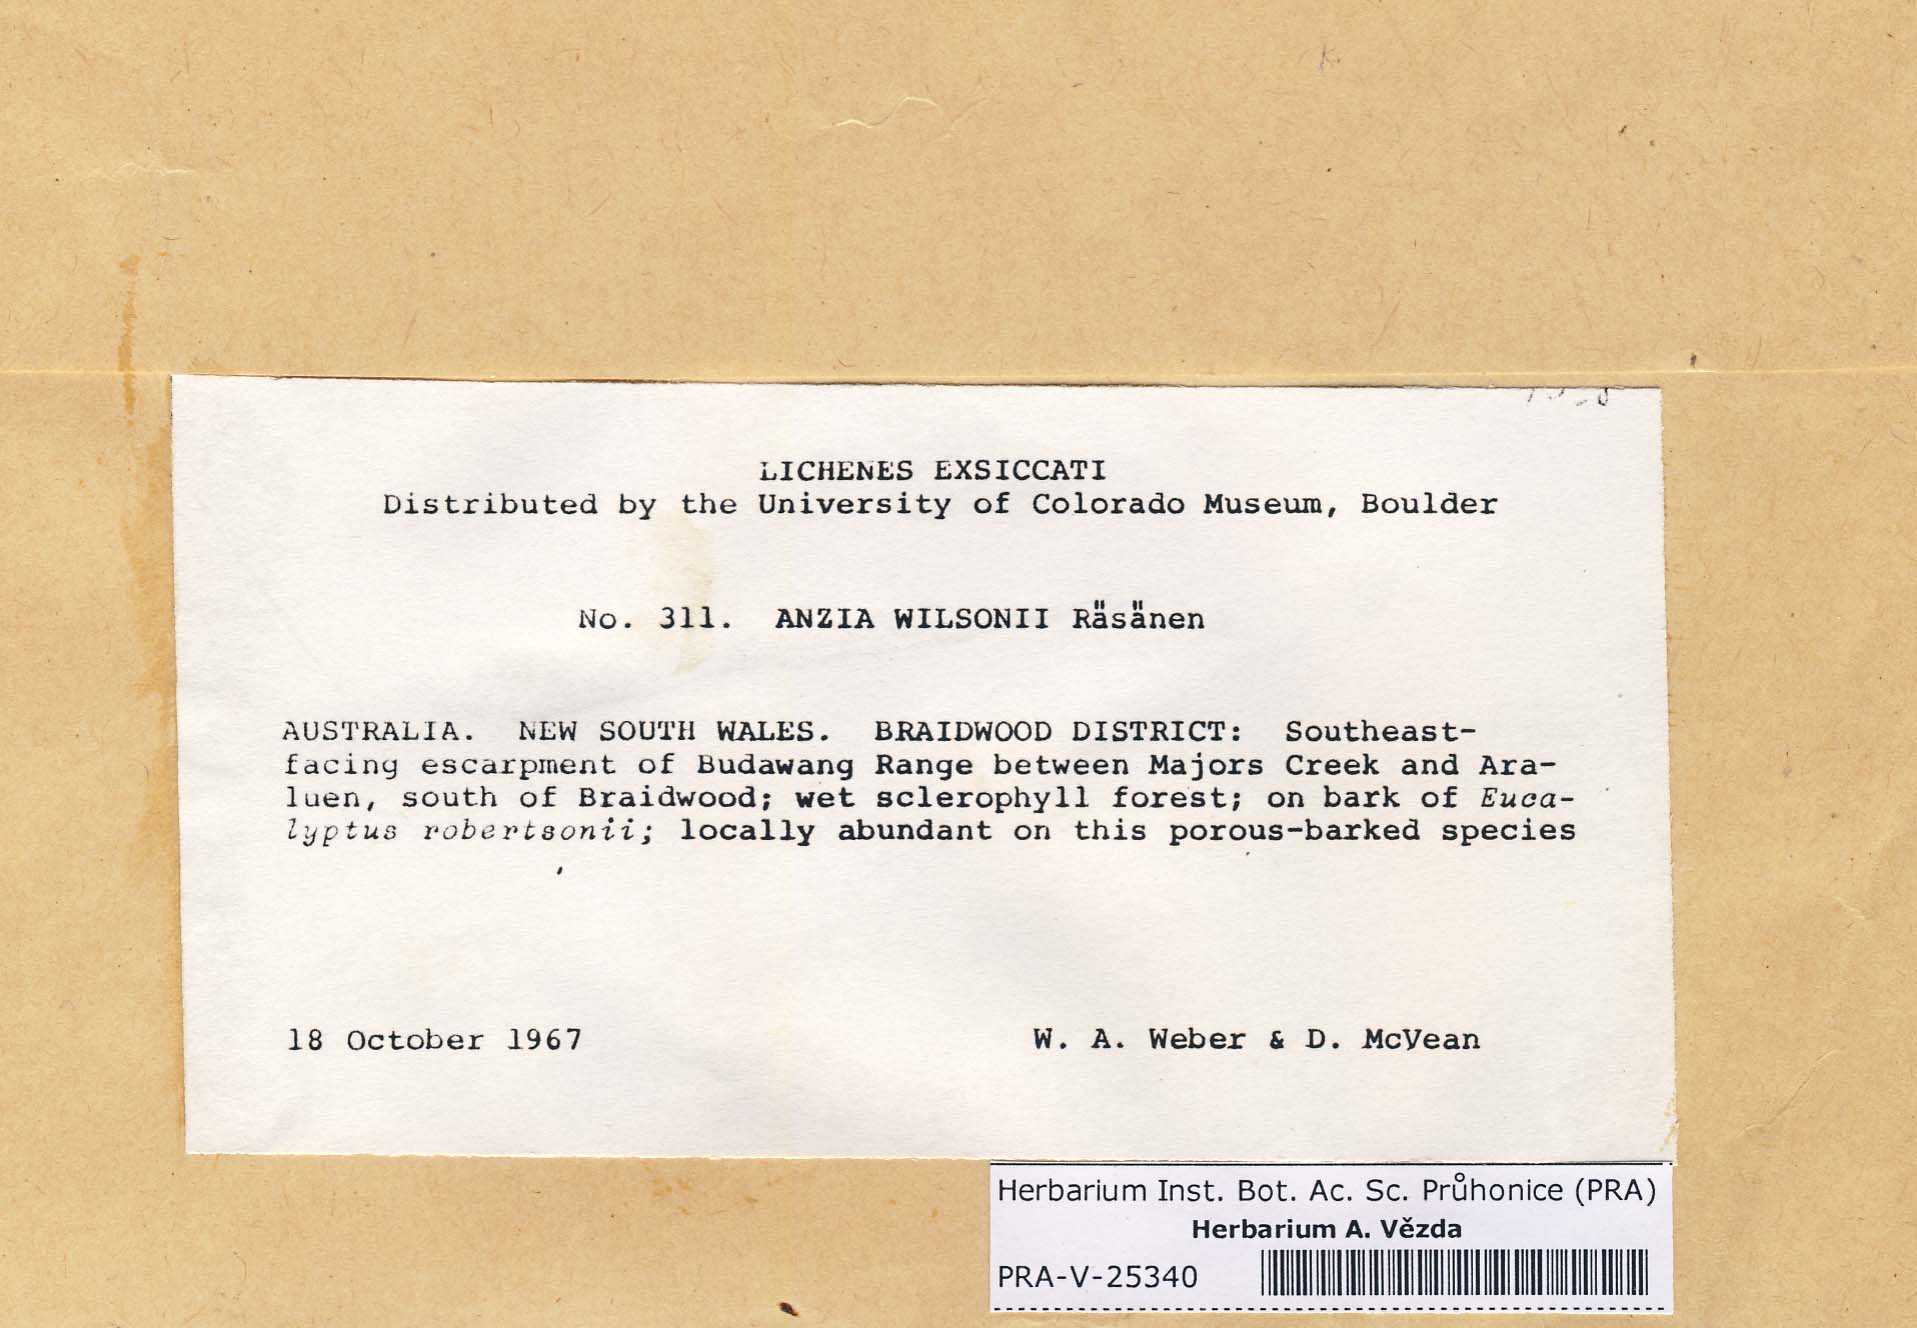 LICHENES EXSICCATI
Distributed by the University of Colorado Museum, Boulder
No. 311. ANZIA WILSONII Räsänen
AUSTRALIA. NEW SOUTH WALES. BRAIDWOOD DISTRICT: Southeast-
facing escarpment of Budawang Range between Majors Creek and Ara-
luen, south of Braidwood; wet sclerophyll forest; on bark of Euca-
lyptus robertsonii; locally abundant on this porous-barked species
18 October 1967 W. A. Weber & D. McVean
Herbarium Inst. Bot. Ac. Sc. Průhonice (PRA)
Herbarium A. Vězda
PRA-V-25340